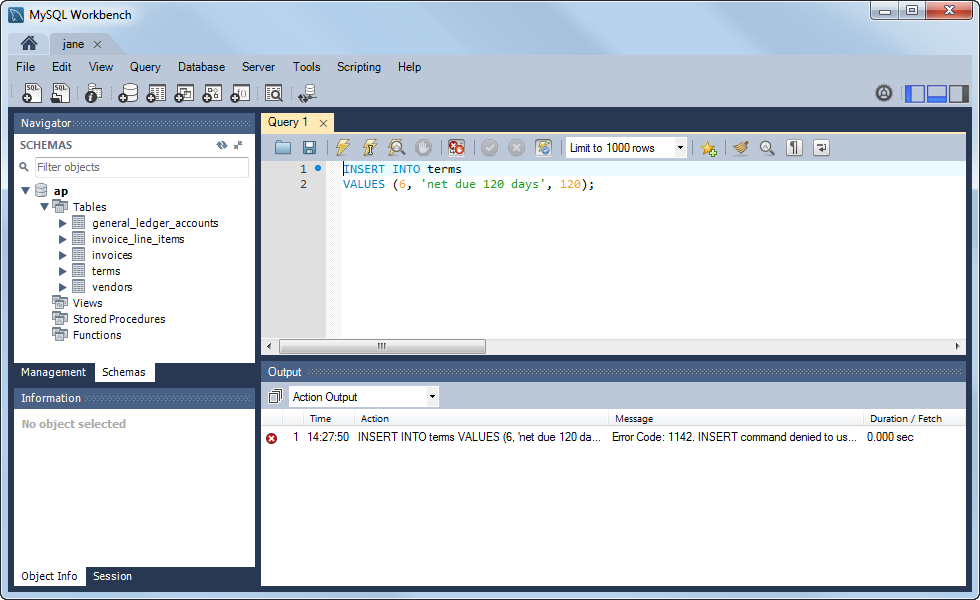 MySQL Workbench
jane
File Edit View Query Database Server Tools Scripting Help
SQL SQL
Navigator
SCHEMAS
Filter objects
ap
Tables
general_ledger_accounts
invoice_line_items
invoices
terms
vendors
Views
Stored Procedures
Functions
Management Schemas
Information
No object selected
Object Info Session
Query 1
Limit to 1000 rows
1 INSERT INTO terms
2 VALUES (6, 'net due 120 days', 120);
Output
Action Output
Time Action Message Duration / Fetch
1 14:27:50 INSERT INTO terms VALUES (6, 'net due 120 da... Error Code: 1142. INSERT command denied to us... 0.000 sec